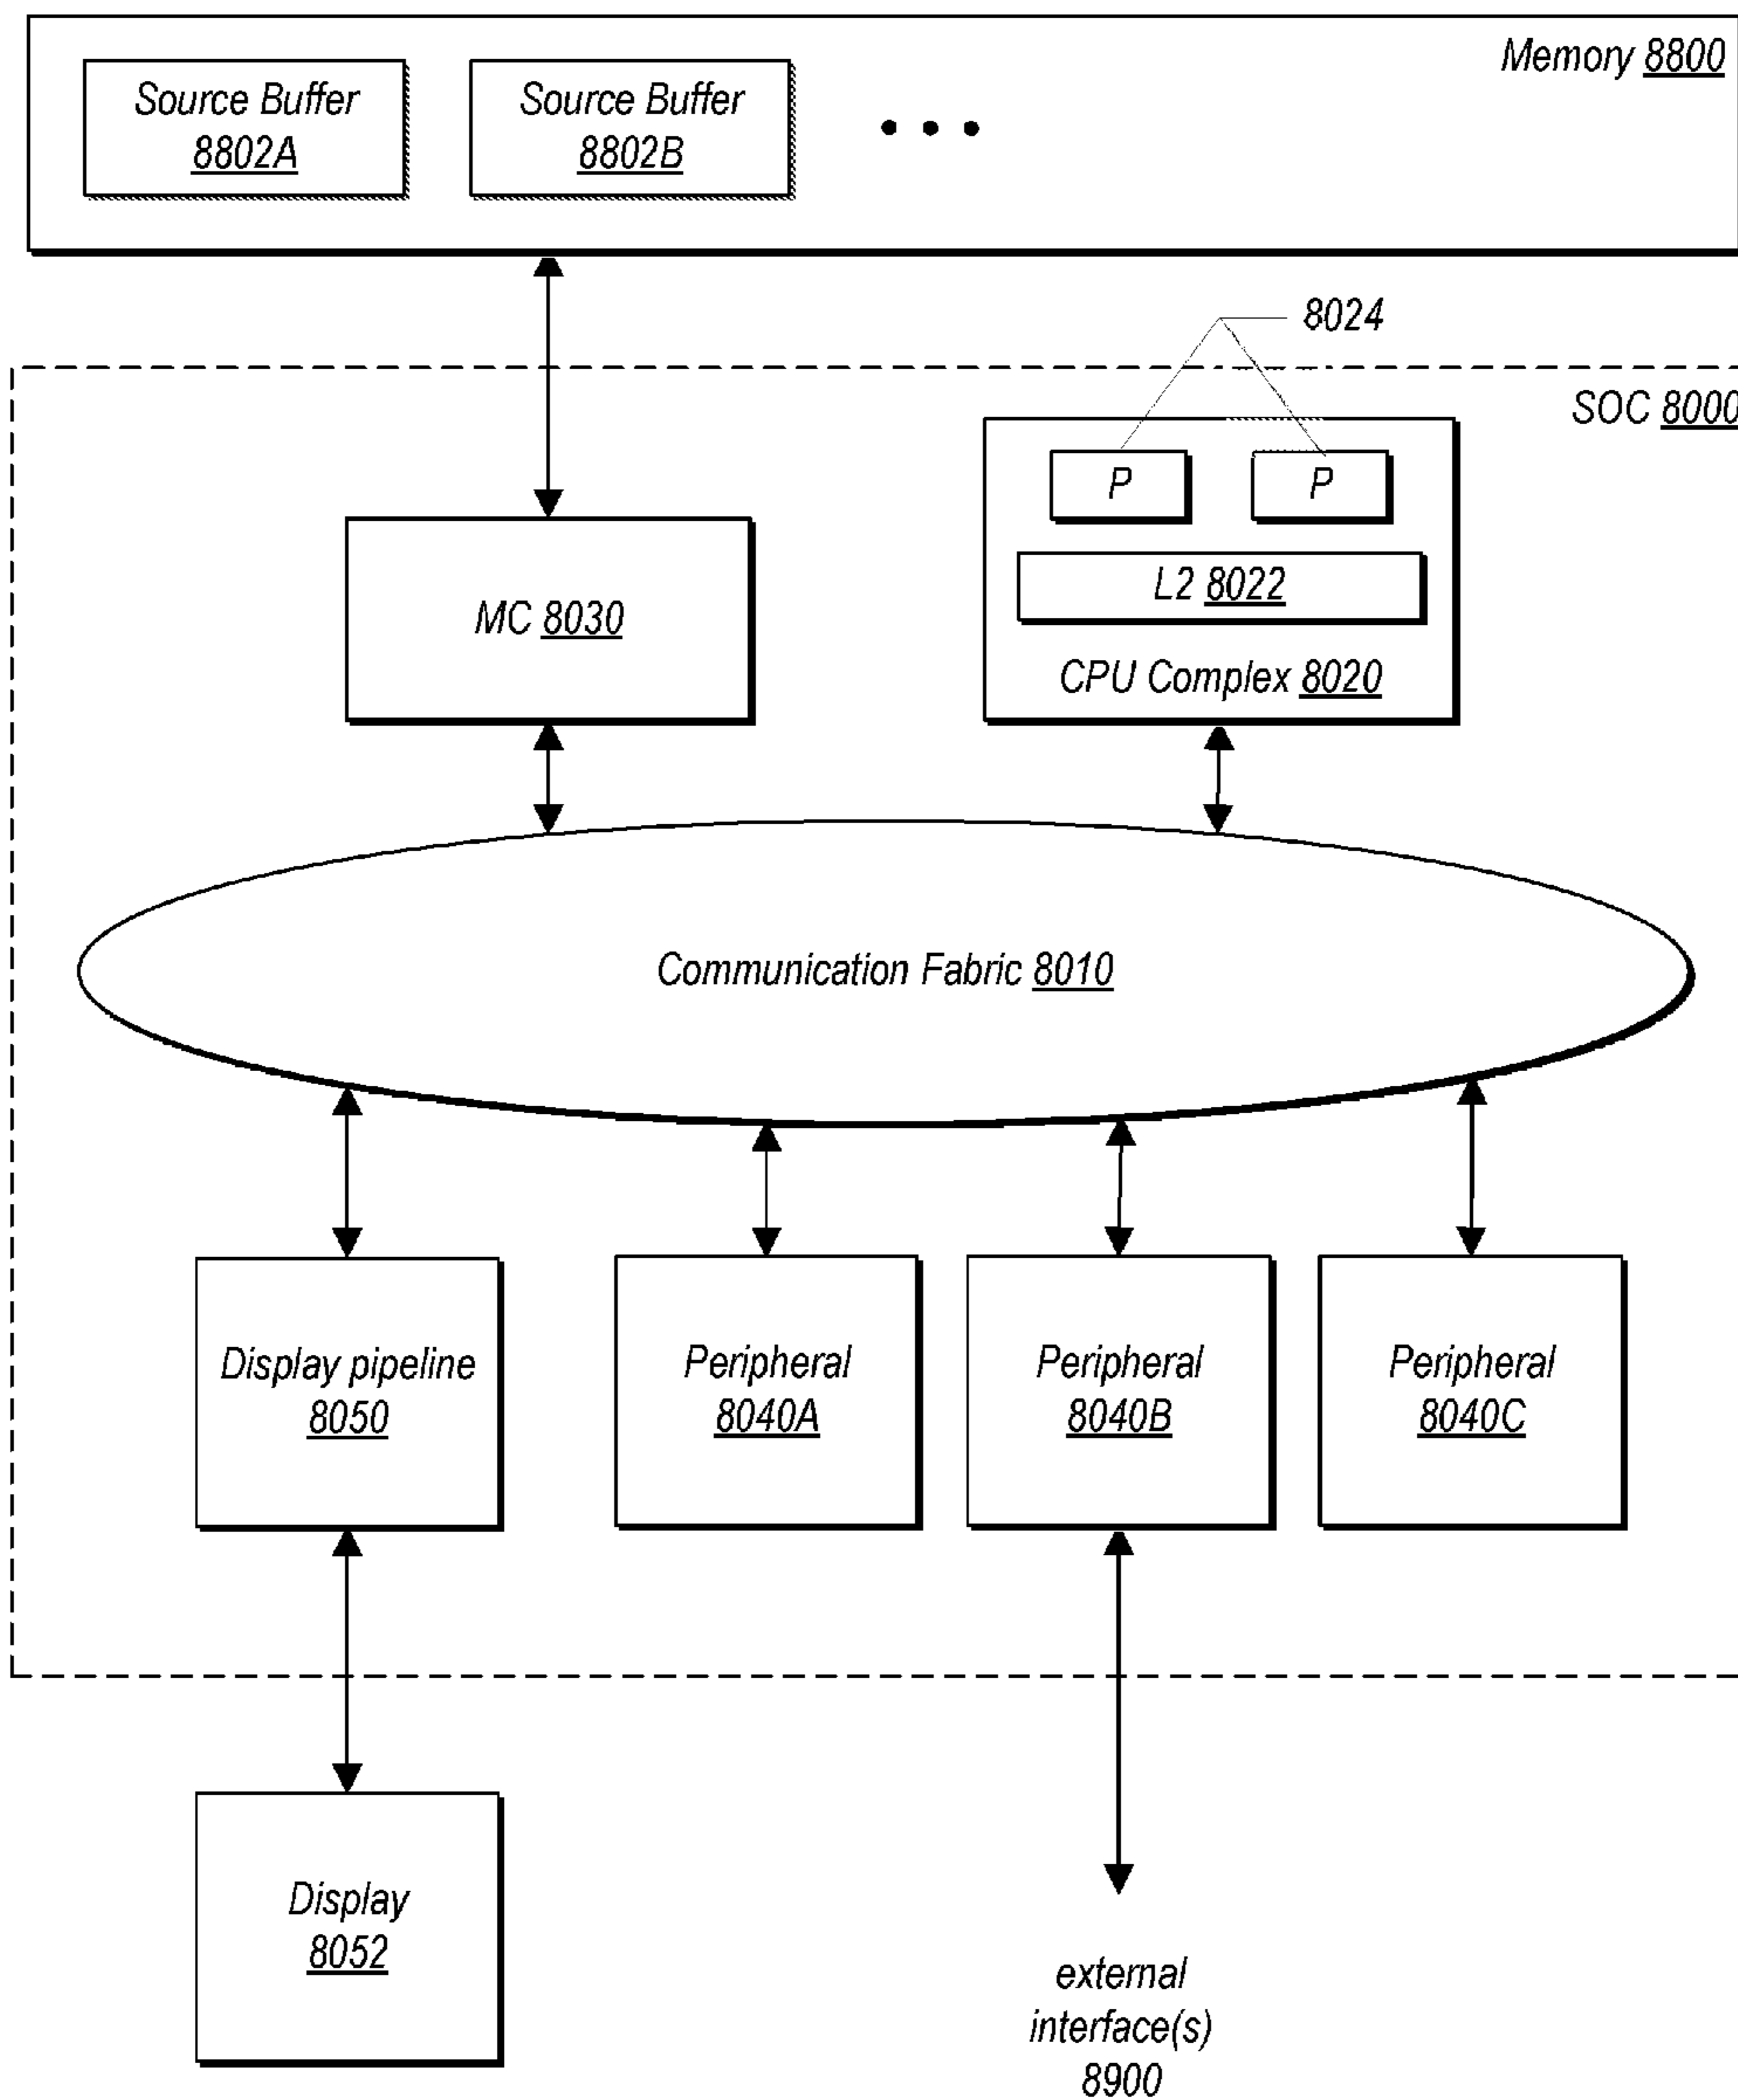 Memory 8800
Source Buffer
8802A
Source Buffer
8802B
8024
SOC 8000
P
P
L2 8022
MC 8030
CPU Complex 8020
Communication Fabric 8010
Display pipeline
8050
Peripheral
8040A
Peripheral
8040B
Peripheral
8040C
Display
8052
external
interface(s)
8900